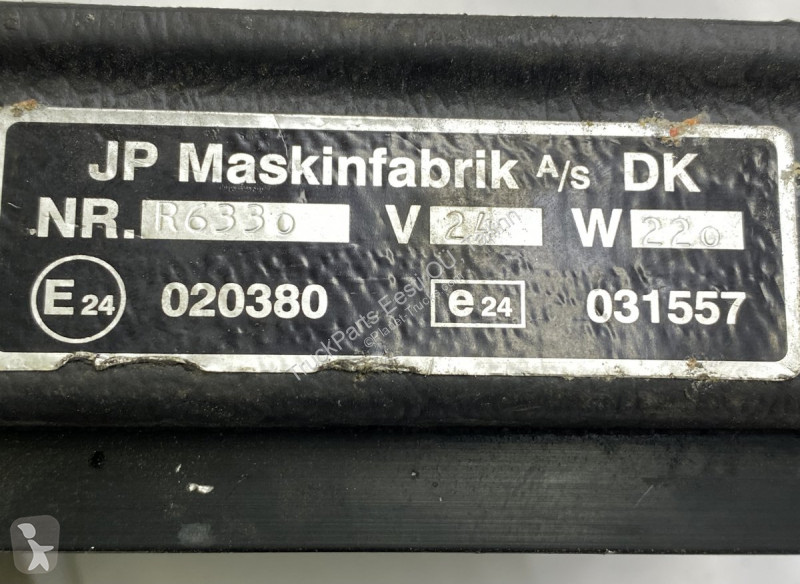 JP Maskinfabrik A/s DK
NR. R6330 V 24 W 220
E24 020380 e24 031557
TruckParts Eesti OÜ